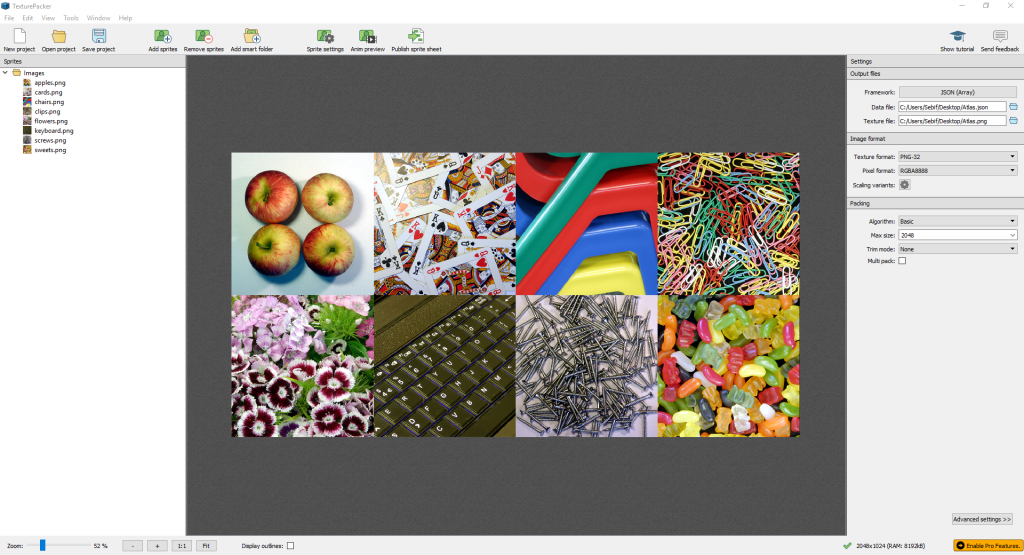 TexturePacker
File Edit View Tools Window Help
New project Open project Save project Add sprites Remove sprites Add smart folder Sprite settings Anim preview Publish sprite sheet Show tutorial Send feedback
Sprites
Images
apples.png
cards.png
chairs.png
clips.png
flowers.png
keyboard.png
screws.png
sweets.png
Settings
Output files
Framework: JSON (Array)
Data file: C:/Users/Sebif/Desktop/Atlas.json
Texture file: C:/Users/Sebif/Desktop/Atlas.png
Image format
Texture format: PNG-32
Pixel format: RGBA8888
Scaling variants:
Packing
Algorithm: Basic
Max size: 2048
Trim mode: None
Multi pack:
Advanced settings >>
Zoom: 52 % - + 1:1 Fit Display outlines: 2048x1024 (RAM: 8192kB) Enable Pro Features.